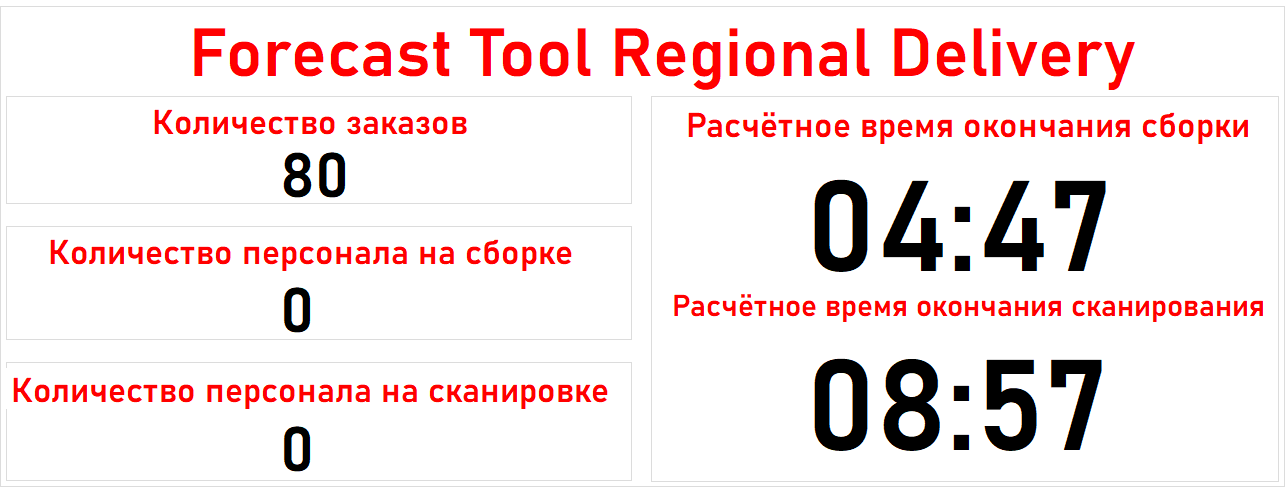 Forecast Tool Regional Delivery
Количество заказов
80
Количество персонала на сборке
0
Количество персонала на сканировке
0
Расчётное время окончания сборки
04:47
Расчётное время окончания сканирования
08:57